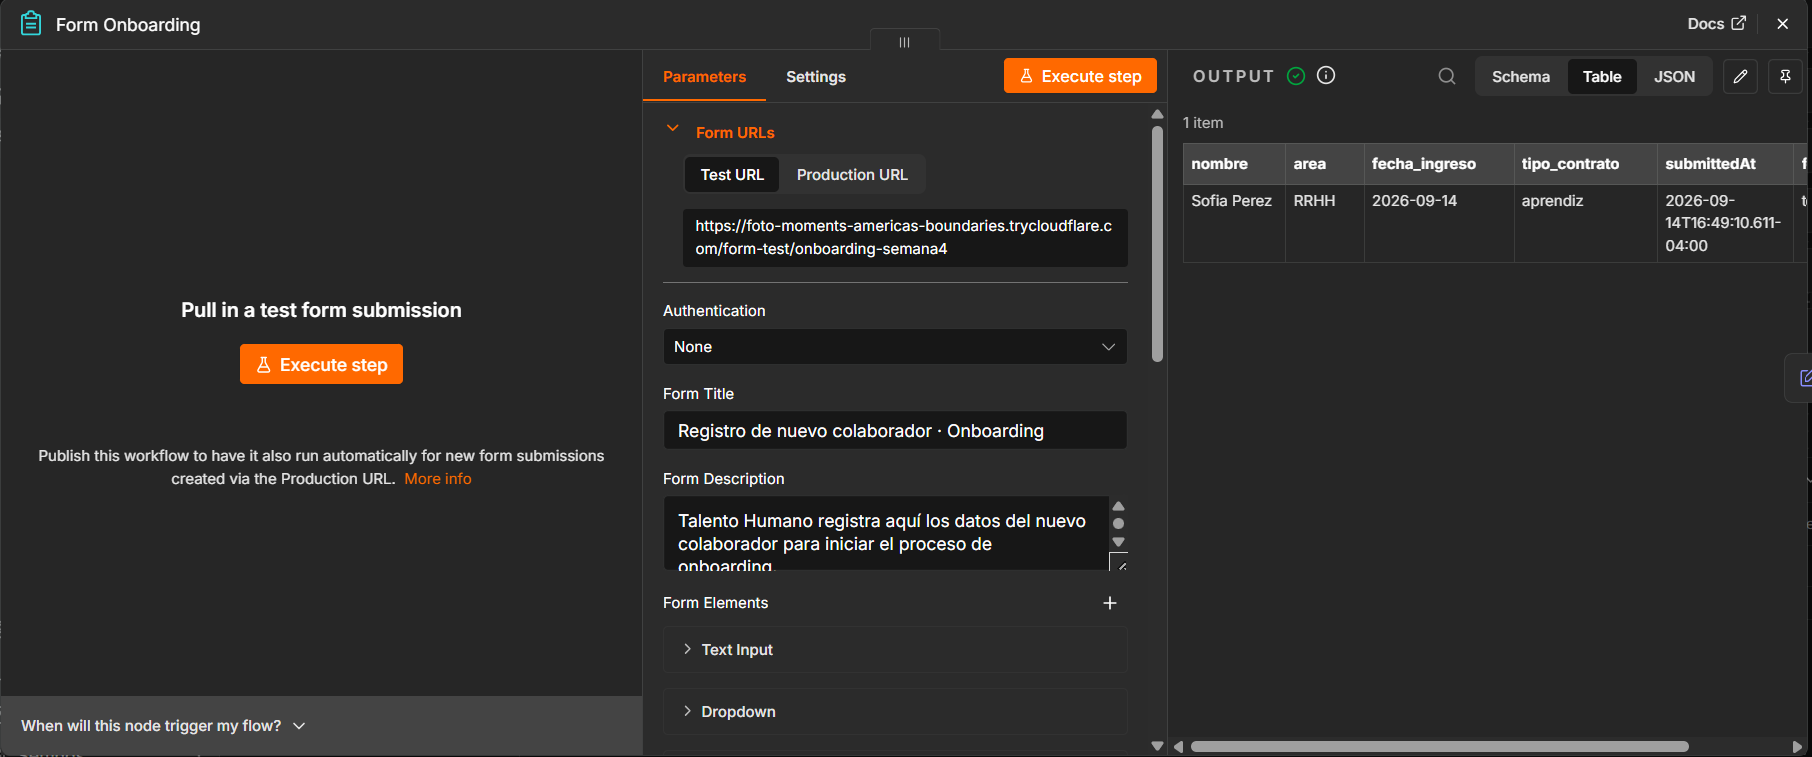 Form Onboarding
Docs
Parameters
Settings
Execute step
OUTPUT
Schema
Table
JSON
Form URLs
1 item
Test URL
Production URL
nombre
area
fecha_ingreso
tipo_contrato
submittedAt
f
https://foto-moments-americas-boundaries.trycloudflare.c
om/form-test/onboarding-semana4
Sofia Perez
RRHH
2026-09-14
aprendiz
2026-09-
14T16:49:10.611-
04:00
Pull in a test form submission
Execute step
Publish this workflow to have it also run automatically for new form submissions
created via the Production URL. More info
Authentication
None
Form Title
Registro de nuevo colaborador · Onboarding
Form Description
Talento Humano registra aquí los datos del nuevo
colaborador para iniciar el proceso de
onboarding.
Form Elements
Text Input
Dropdown
When will this node trigger my flow?